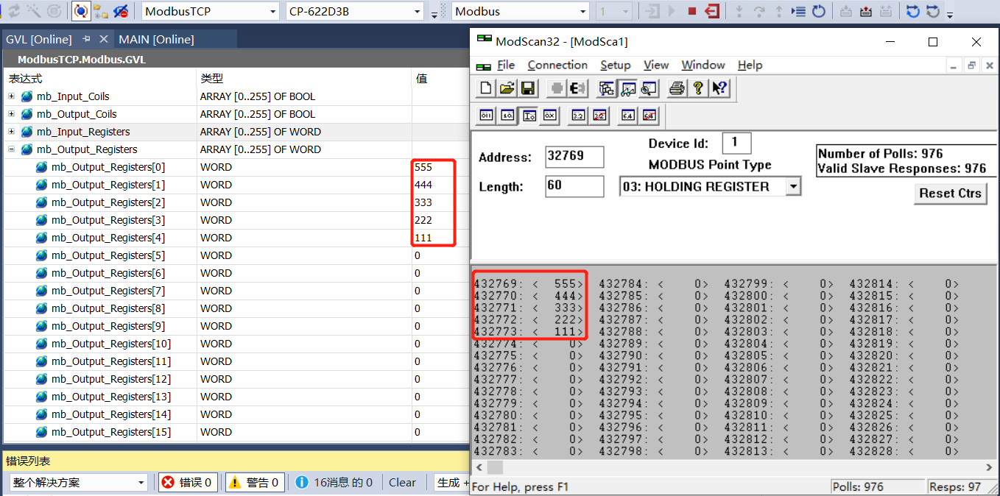 ModbusTCP CP-622D3B Modbus 1
GVL [Online] MAIN [Online]
ModbusTCP.Modbus.GVL
表达式 类型 值
mb_Input_Coils ARRAY [0..255] OF BOOL
mb_Output_Coils ARRAY [0..255] OF BOOL
mb_Input_Registers ARRAY [0..255] OF WORD
mb_Output_Registers ARRAY [0..255] OF WORD
mb_Output_Registers[0] WORD 555
mb_Output_Registers[1] WORD 444
mb_Output_Registers[2] WORD 333
mb_Output_Registers[3] WORD 222
mb_Output_Registers[4] WORD 111
mb_Output_Registers[5] WORD 0
mb_Output_Registers[6] WORD 0
mb_Output_Registers[7] WORD 0
mb_Output_Registers[8] WORD 0
mb_Output_Registers[9] WORD 0
mb_Output_Registers[10] WORD 0
mb_Output_Registers[11] WORD 0
mb_Output_Registers[12] WORD 0
mb_Output_Registers[13] WORD 0
mb_Output_Registers[14] WORD 0
mb_Output_Registers[15] WORD 0
错误列表
整个解决方案 错误 0 警告 0 16消息 的 0 Clear 生成 +
ModScan32 - [ModSca1]
File Connection Setup View Window Help
Device Id: 1
Address: 32769
MODBUS Point Type
Length: 60
03: HOLDING REGISTER
Number of Polls: 976
Valid Slave Responses: 976
Reset Ctrs
432769: < 555> 432784: < 0> 432799: < 0> 432814: < 0>
432770: < 444> 432785: < 0> 432800: < 0> 432815: < 0>
432771: < 333> 432786: < 0> 432801: < 0> 432816: < 0>
432772: < 222> 432787: < 0> 432802: < 0> 432817: < 0>
432773: < 111> 432788: < 0> 432803: < 0> 432818: < 0>
432774: < 0> 432789: < 0> 432804: < 0> 432819: < 0>
432775: < 0> 432790: < 0> 432805: < 0> 432820: < 0>
432776: < 0> 432791: < 0> 432806: < 0> 432821: < 0>
432777: < 0> 432792: < 0> 432807: < 0> 432822: < 0>
432778: < 0> 432793: < 0> 432808: < 0> 432823: < 0>
432779: < 0> 432794: < 0> 432809: < 0> 432824: < 0>
432780: < 0> 432795: < 0> 432810: < 0> 432825: < 0>
432781: < 0> 432796: < 0> 432811: < 0> 432826: < 0>
432782: < 0> 432797: < 0> 432812: < 0> 432827: < 0>
432783: < 0> 432798: < 0> 432813: < 0> 432828: < 0>
For Help, press F1 Polls: 976 Resps: 97